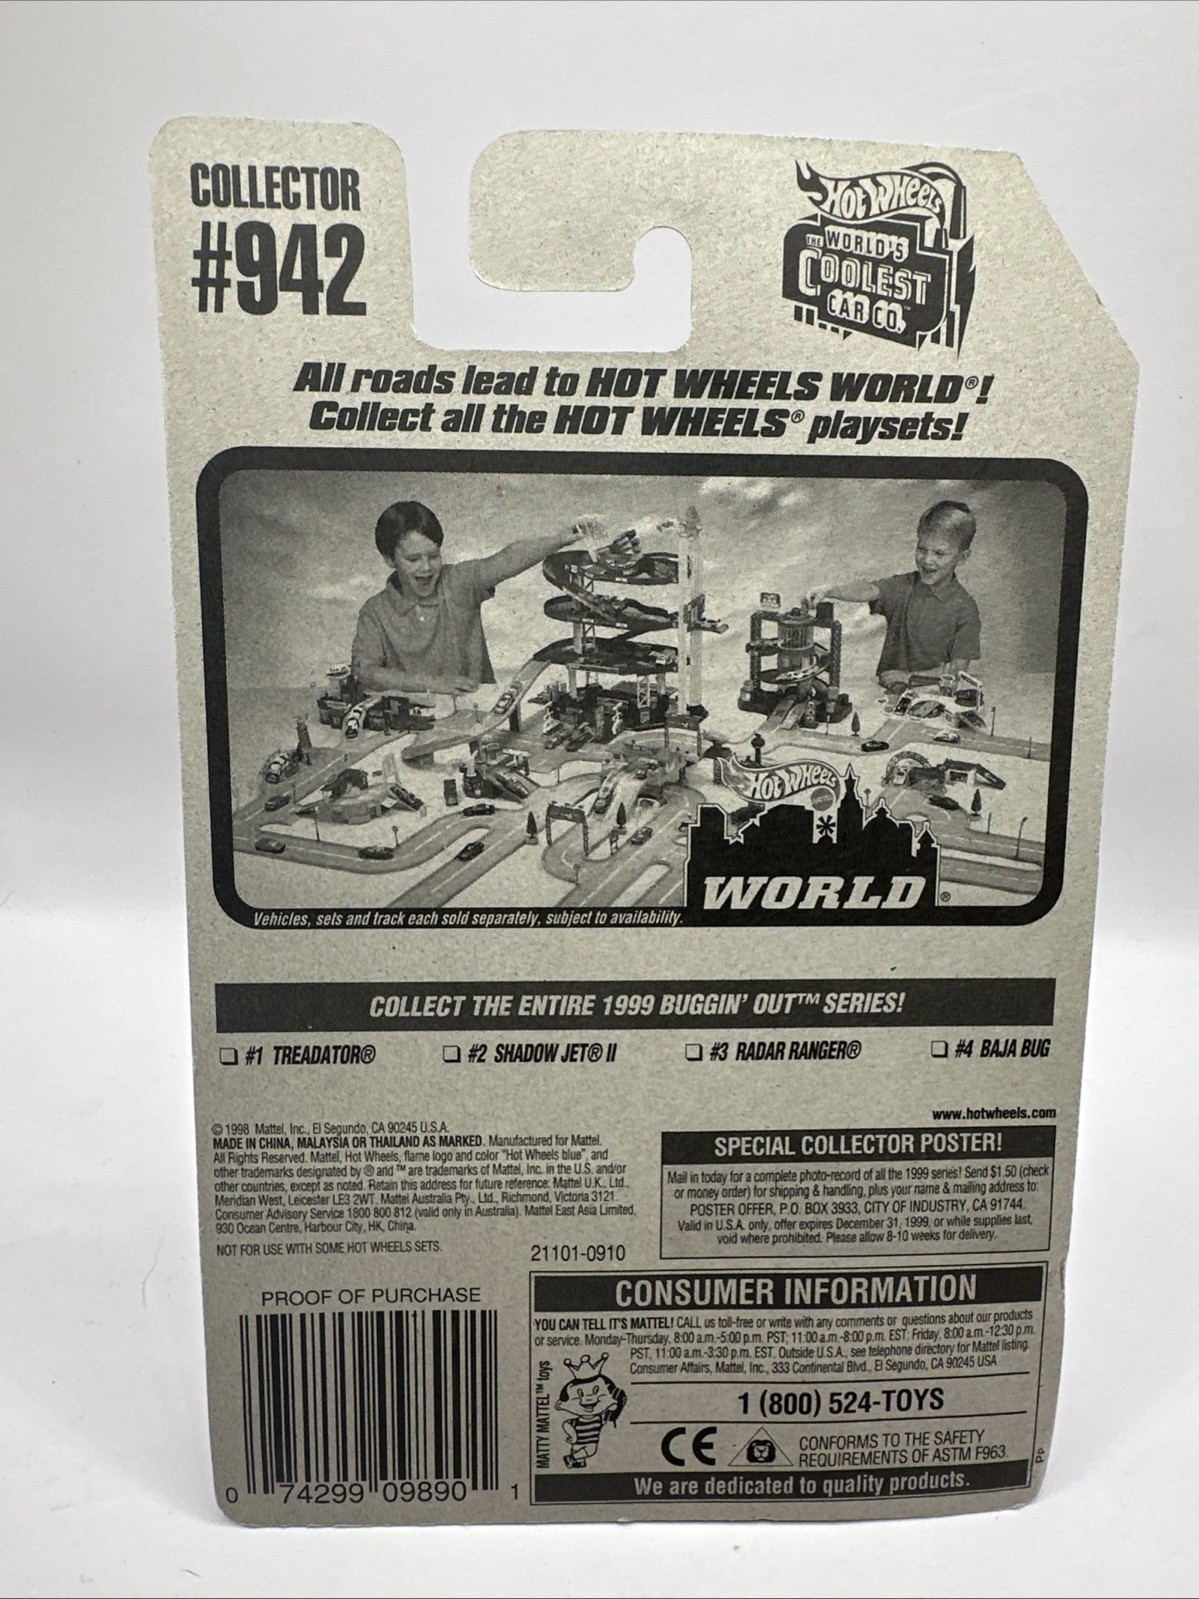 COLLECTOR
#942
HOT WHEELS
THE WORLD'S
COOLEST
CAR CO.™
All roads lead to HOT WHEELS WORLD®!
Collect all the HOT WHEELS® playsets!
HOT WHEELS
MATTEL
WORLD®
Vehicles, sets and track each sold separately, subject to availability.
COLLECT THE ENTIRE 1999 BUGGIN' OUT™ SERIES!
❏ #1 TREADATOR® ❏ #2 SHADOW JET® II ❏ #3 RADAR RANGER® ❏ #4 BAJA BUG
© 1998 Mattel, Inc., El Segundo, CA 90245 U.S.A.
MADE IN CHINA, MALAYSIA OR THAILAND AS MARKED. Manufactured for Mattel.
All Rights Reserved. Mattel, Hot Wheels, flame logo and color "Hot Wheels blue", and
other trademarks designated by ® and ™ are trademarks of Mattel, Inc. in the U.S. and/or
other countries, except as noted. Retain this address for future reference: Mattel U.K., Ltd.,
Meridian West, Leicester LE3 2WT. Mattel Australia Pty., Ltd., Richmond, Victoria 3121.
Consumer Advisory Service 1800 800 812 (valid only in Australia). Mattel East Asia Limited,
930 Ocean Centre, Harbour City, HK, China.
NOT FOR USE WITH SOME HOT WHEELS SETS.
21101-0910
www.hotwheels.com
SPECIAL COLLECTOR POSTER!
Mail in today for a complete photo-record of all the 1999 series! Send $1.50 (check
or money order) for shipping & handling, plus your name & mailing address to:
POSTER OFFER, P.O. BOX 3933, CITY OF INDUSTRY, CA 91744.
Valid in U.S.A. only, offer expires December 31, 1999, or while supplies last,
void where prohibited. Please allow 8-10 weeks for delivery.
PROOF OF PURCHASE
0 74299 09890 1
CONSUMER INFORMATION
YOU CAN TELL IT'S MATTEL! CALL us toll-free or write with any comments or questions about our products
or service. Monday-Thursday, 8:00 a.m.-5:00 p.m. PST; 11:00 a.m.-8:00 p.m. EST; Friday, 8:00 a.m.-12:30 p.m.
PST, 11:00 a.m.-3:30 p.m. EST. Outside U.S.A., see telephone directory for Mattel listing.
Consumer Affairs, Mattel, Inc., 333 Continental Blvd., El Segundo, CA 90245 USA
MATTY MATTEL™ toys
1 (800) 524-TOYS
CE
CONFORMS TO THE SAFETY
REQUIREMENTS OF ASTM F963.
We are dedicated to quality products.
PP